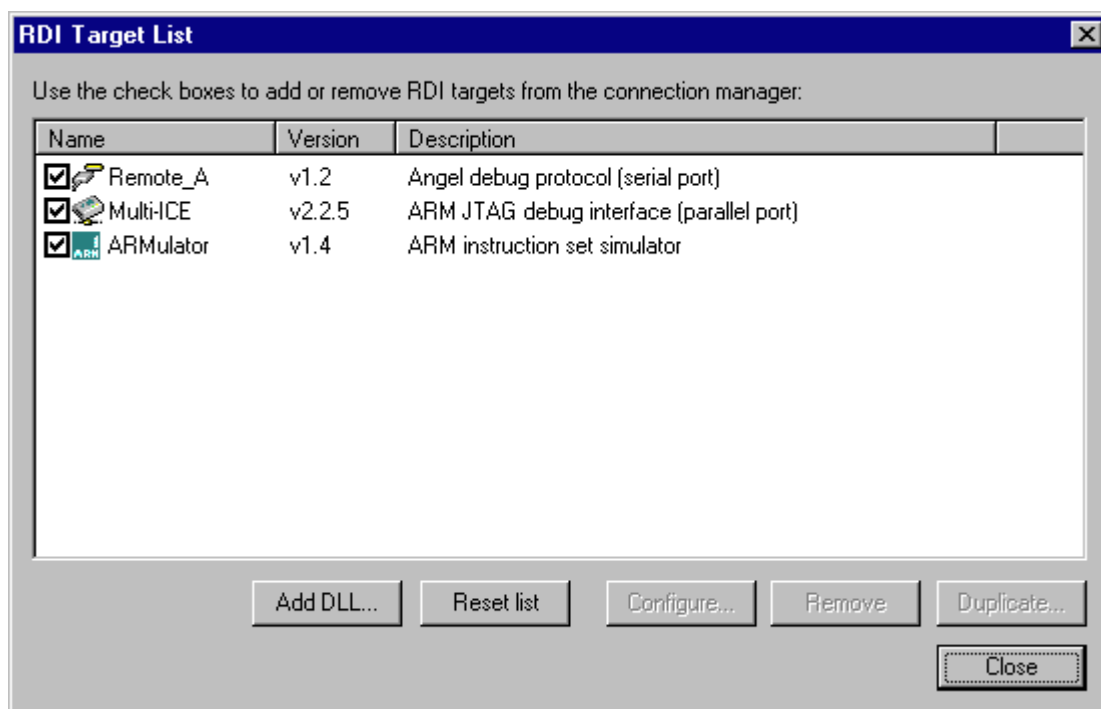 RDI Target List
Use the check boxes to add or remove RDI targets from the connection manager:
Name Version Description
Remote_A v1.2 Angel debug protocol (serial port)
Multi-ICE v2.2.5 ARM JTAG debug interface (parallel port)
ARM ARMulator v1.4 ARM instruction set simulator
Add DLL... Reset list Configure... Remove Duplicate...
Close